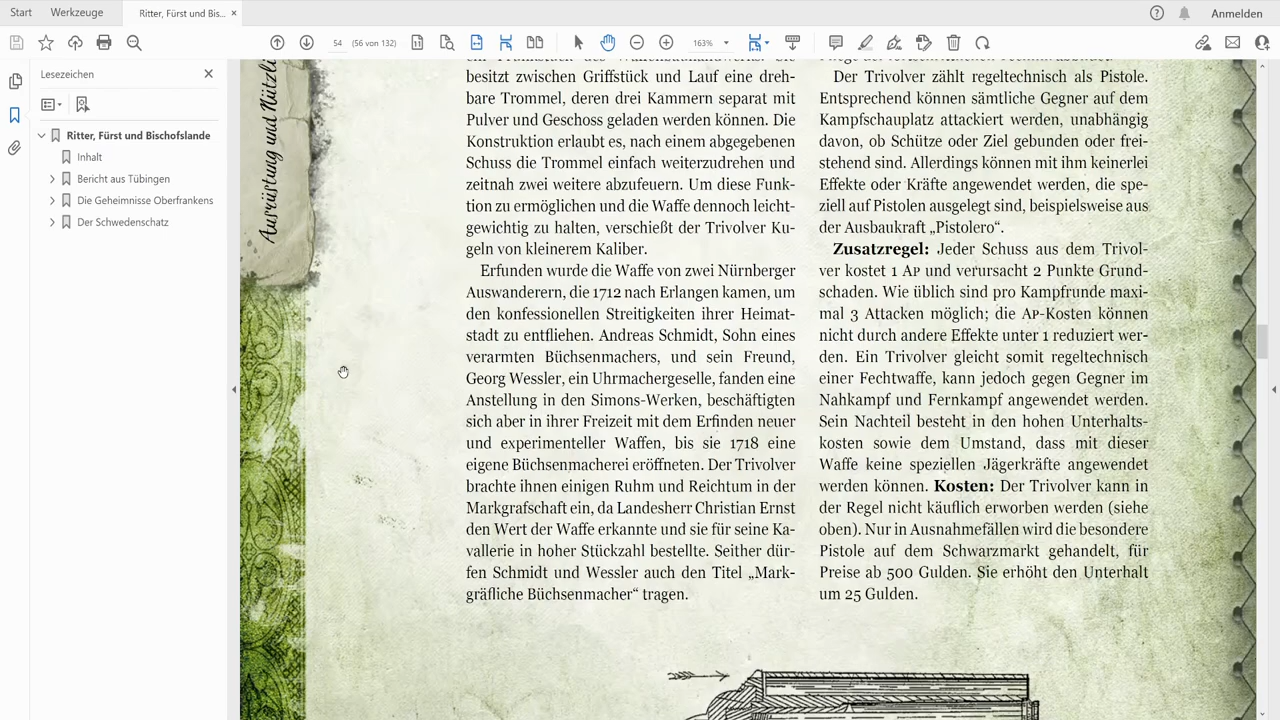 Start
Werkzeuge
Ritter, Fürst und Bis...
Anmelden
54
(56 von 132)
163%
Lesezeichen
Ritter, Fürst und Bischofslande
Inhalt
Bericht aus Tübingen
Die Geheimnisse Oberfrankens
Der Schwedenschatz
Ausrüstung und Nützli
besitzt zwischen Griffstück und Lauf eine dreh-
bare Trommel, deren drei Kammern separat mit
Pulver und Geschoss geladen werden können. Die
Konstruktion erlaubt es, nach einem abgegebenen
Schuss die Trommel einfach weiterzudrehen und
zeitnah zwei weitere abzufeuern. Um diese Funk-
tion zu ermöglichen und die Waffe dennoch leicht-
gewichtig zu halten, verschießt der Trivolver Ku-
geln von kleinerem Kaliber.
Erfunden wurde die Waffe von zwei Nürnberger
Auswanderern, die 1712 nach Erlangen kamen, um
den konfessionellen Streitigkeiten ihrer Heimat-
stadt zu entfliehen. Andreas Schmidt, Sohn eines
verarmten Büchsenmachers, und sein Freund,
Georg Wessler, ein Uhrmachergeselle, fanden eine
Anstellung in den Simons-Werken, beschäftigten
sich aber in ihrer Freizeit mit dem Erfinden neuer
und experimenteller Waffen, bis sie 1718 eine
eigene Büchsenmacherei eröffneten. Der Trivolver
brachte ihnen einigen Ruhm und Reichtum in der
Markgrafschaft ein, da Landesherr Christian Ernst
den Wert der Waffe erkannte und sie für seine Ka-
vallerie in hoher Stückzahl bestellte. Seither dür-
fen Schmidt und Wessler auch den Titel „Mark-
gräfliche Büchsenmacher“ tragen.
Der Trivolver zählt regeltechnisch als Pistole.
Entsprechend können sämtliche Gegner auf dem
Kampfschauplatz attackiert werden, unabhängig
davon, ob Schütze oder Ziel gebunden oder frei-
stehend sind. Allerdings können mit ihm keinerlei
Effekte oder Kräfte angewendet werden, die spe-
ziell auf Pistolen ausgelegt sind, beispielsweise aus
der Ausbaukraft „Pistolero“.
Zusatzregel: Jeder Schuss aus dem Trivol-
ver kostet 1 AP und verursacht 2 Punkte Grund-
schaden. Wie üblich sind pro Kampfrunde maxi-
mal 3 Attacken möglich; die AP-Kosten können
nicht durch andere Effekte unter 1 reduziert wer-
den. Ein Trivolver gleicht somit regeltechnisch
einer Fechtwaffe, kann jedoch gegen Gegner im
Nahkampf und Fernkampf angewendet werden.
Sein Nachteil besteht in den hohen Unterhalts-
kosten sowie dem Umstand, dass mit dieser
Waffe keine speziellen Jägerkräfte angewendet
werden können. Kosten: Der Trivolver kann in
der Regel nicht käuflich erworben werden (siehe
oben). Nur in Ausnahmefällen wird die besondere
Pistole auf dem Schwarzmarkt gehandelt, für
Preise ab 500 Gulden. Sie erhöht den Unterhalt
um 25 Gulden.